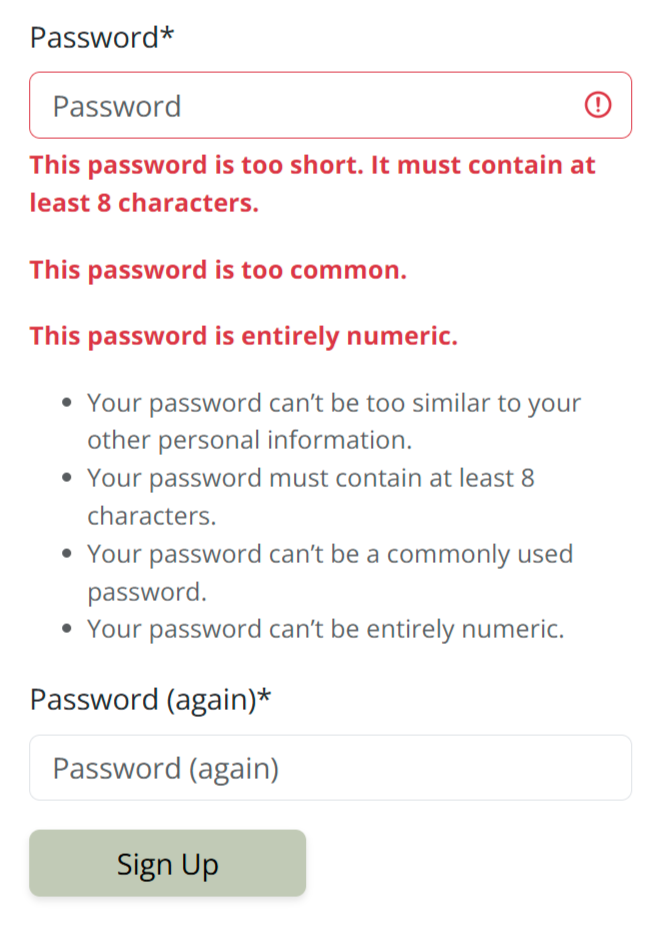 Password*
Password
This password is too short. It must contain at
least 8 characters.
This password is too common.
This password is entirely numeric.
• Your password can’t be too similar to your
other personal information.
• Your password must contain at least 8
characters.
• Your password can’t be a commonly used
password.
• Your password can’t be entirely numeric.
Password (again)*
Password (again)
Sign Up